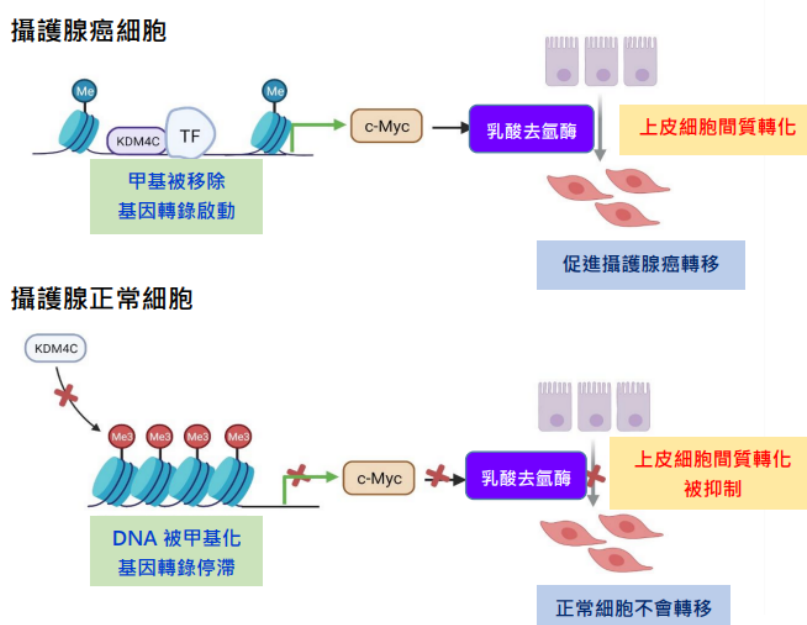 攝護腺癌細胞
Me
Me
KDM4C
TF
c-Myc
乳酸去氫酶
上皮細胞間質轉化
甲基被移除
基因轉錄啟動
促進攝護腺癌轉移
攝護腺正常細胞
KDM4C
Me3
Me3
Me3
Me3
c-Myc
乳酸去氫酶
上皮細胞間質轉化
被抑制
DNA 被甲基化
基因轉錄停滯
正常細胞不會轉移